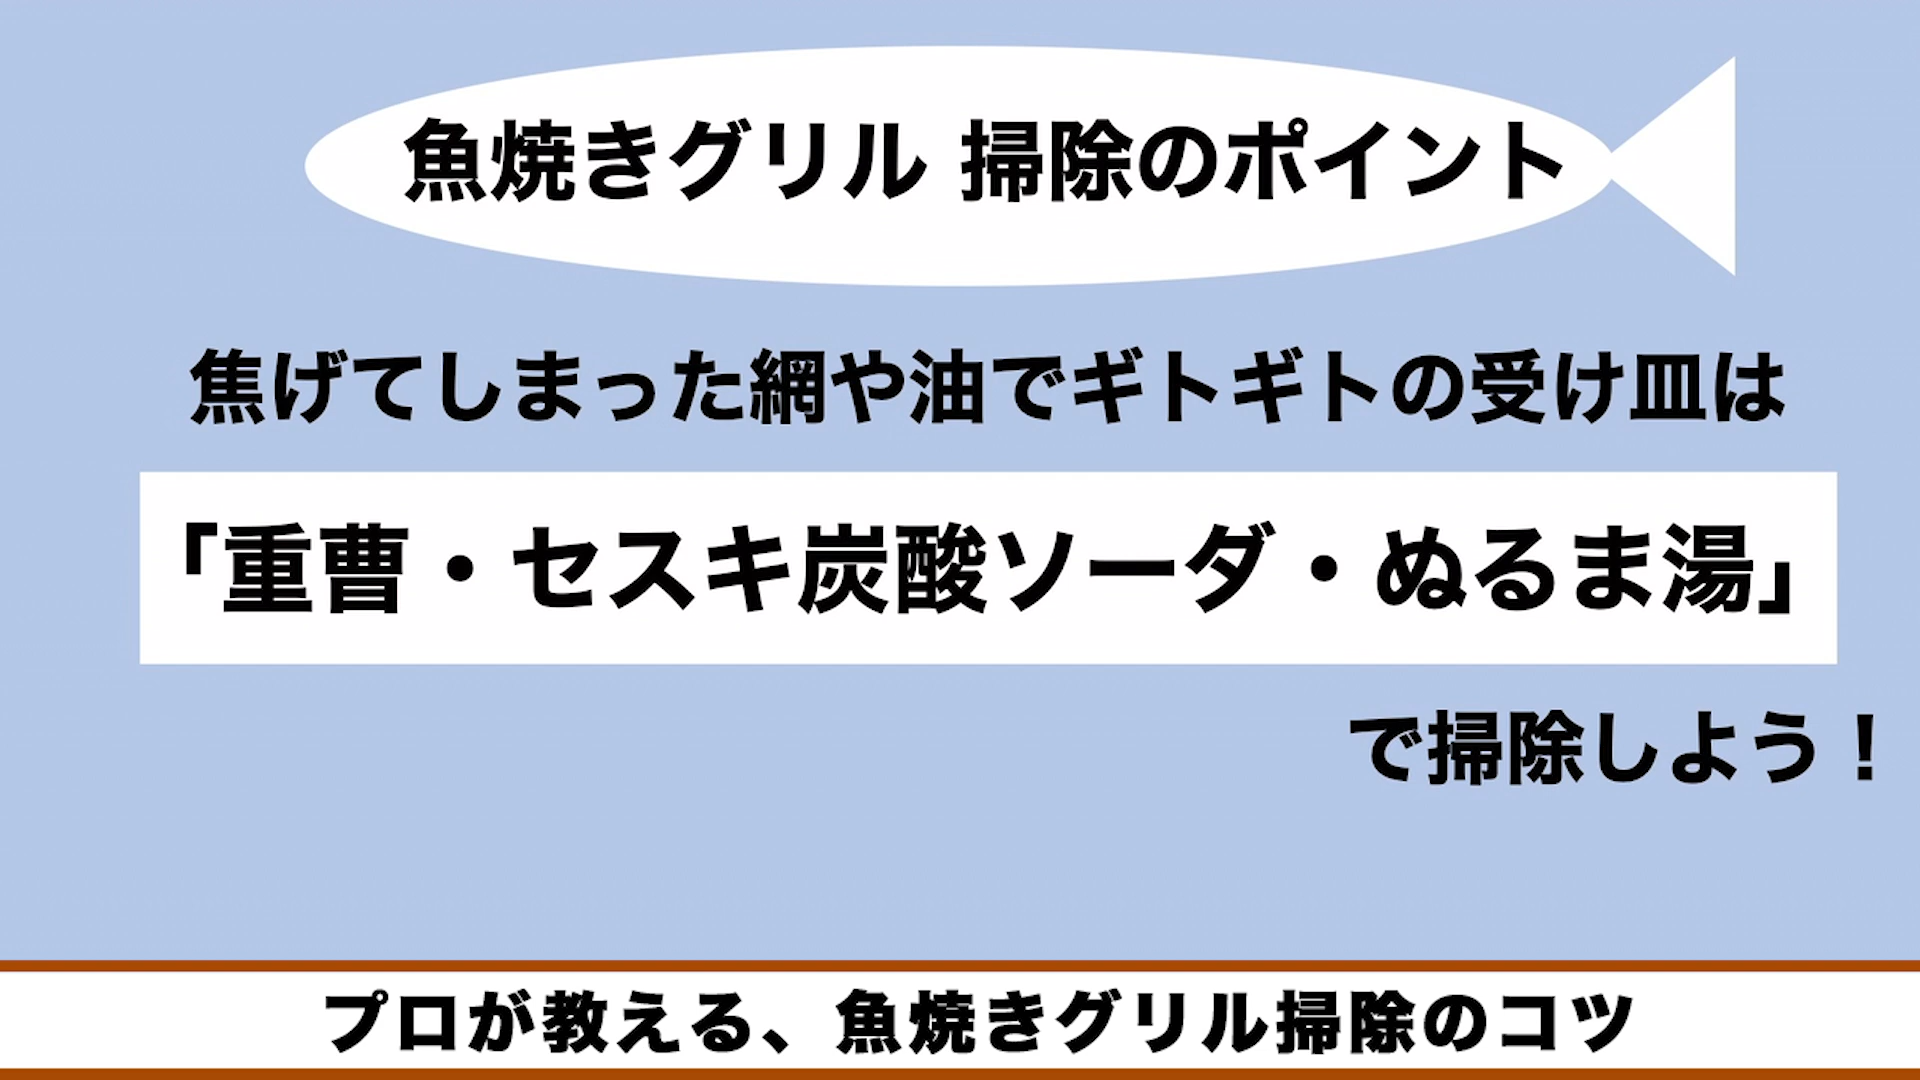 魚焼きグリル 掃除のポイント
焦げてしまった網や油でギトギトの受け皿は
「重曹・セスキ炭酸ソーダ・ぬるま湯」
で掃除しよう！
プロが教える、魚焼きグリル掃除のコツ